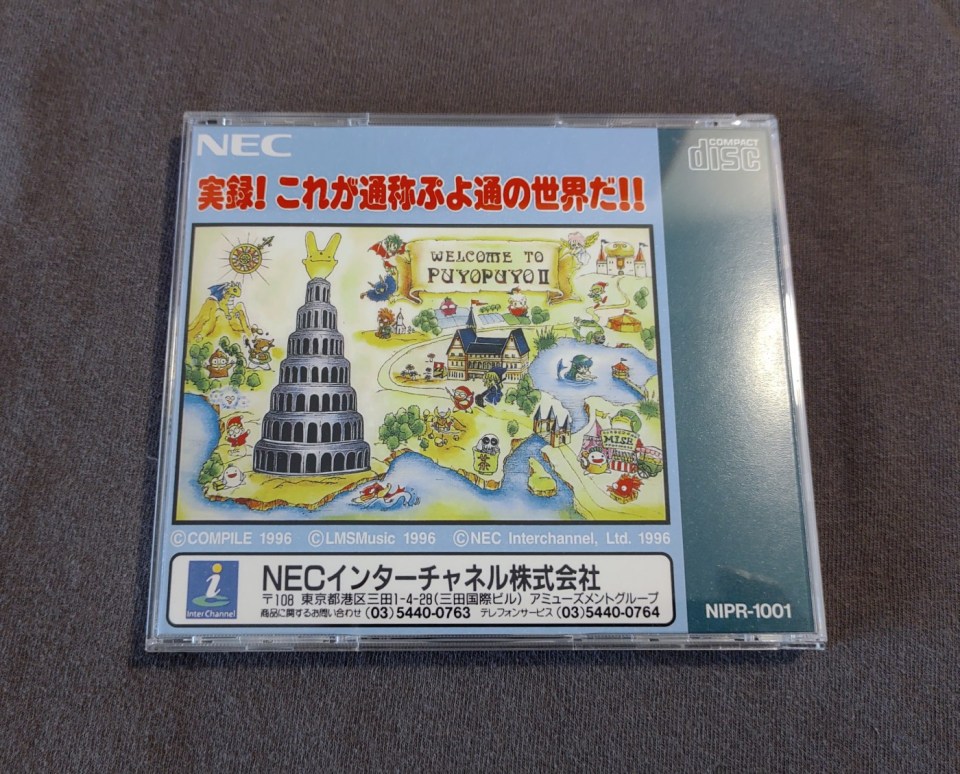 NEC
COMPACT
disc
実録!これが通称ぷよ通の世界だ!!
WELCOME TO
PUYOPUYO II
MISH
茶
©COMPILE 1996 ©LMSMusic 1996 ©NEC Interchannel, Ltd. 1996
i
InterChannel
NECインターチャネル株式会社
〒108 東京都港区三田1-4-28(三田国際ビル) アミューズメントグループ
商品に関するお問い合わせ (03)5440-0763 テレフォンサービス (03)5440-0764
NIPR-1001